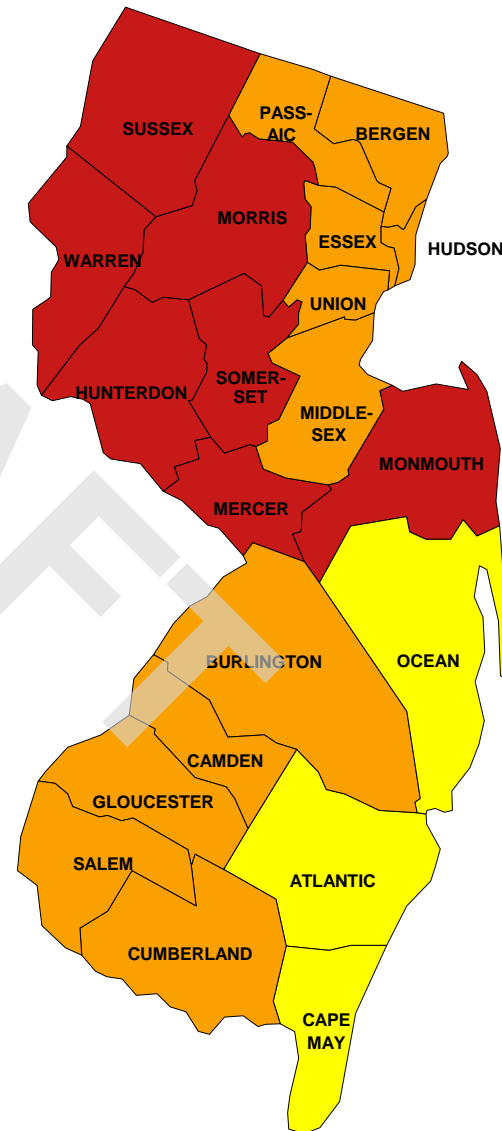 PASS-
AIC
BERGEN
SUSSEX
MORRIS
ESSEX
HUDSON
WARREN
UNION
SOMER-
SET
HUNTERDON
MIDDLE-
SEX
MONMOUTH
MERCER
BURLINGTON
OCEAN
CAMDEN
GLOUCESTER
SALEM
ATLANTIC
CUMBERLAND
CAPE
MAY